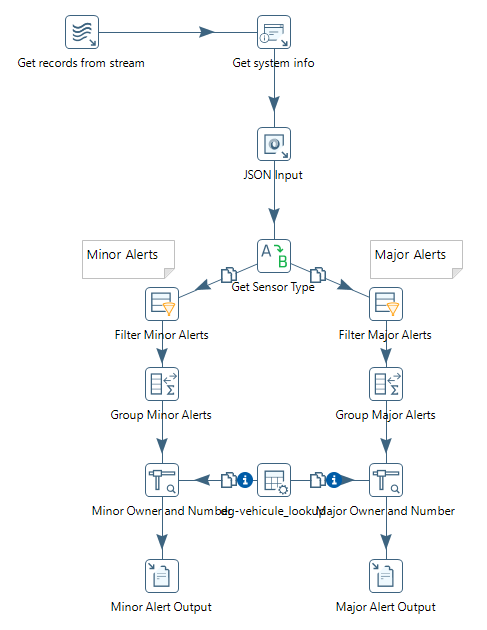 Get records from stream
Get system info
JSON Input
Minor Alerts
A
B
Major Alerts
Get Sensor Type
Filter Minor Alerts
Filter Major Alerts
Group Minor Alerts
Group Major Alerts
Minor Owner and Number
dg-vehicule_lookup
Major Owner and Number
Minor Alert Output
Major Alert Output